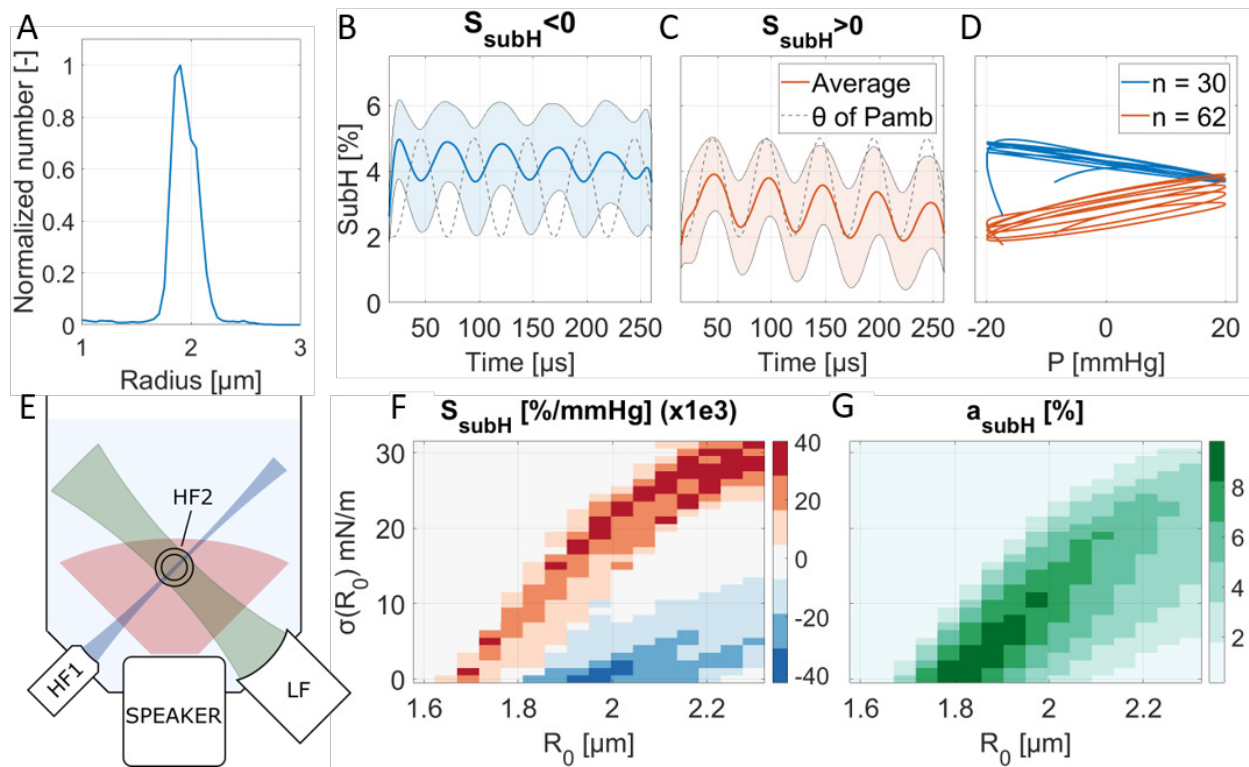 A
Normalized number [-]
1
0.8
0.6
0.4
0.2
0
1
2
3
Radius [µm]
B
S_subH<0
SubH [%]
6
4
2
0
50
100
150
200
250
Time [µs]
C
S_subH>0
Average
θ of Pamb
50
100
150
200
250
Time [µs]
D
n = 30
n = 62
-20
0
20
P [mmHg]
E
HF2
HF1
SPEAKER
LF
F
S_subH [%/mmHg] (x1e3)
σ(R_0) mN/m
30
20
10
0
1.6
1.8
2
2.2
R_0 [µm]
40
20
0
-20
-40
G
a_subH [%]
1.6
1.8
2
2.2
R_0 [µm]
8
6
4
2